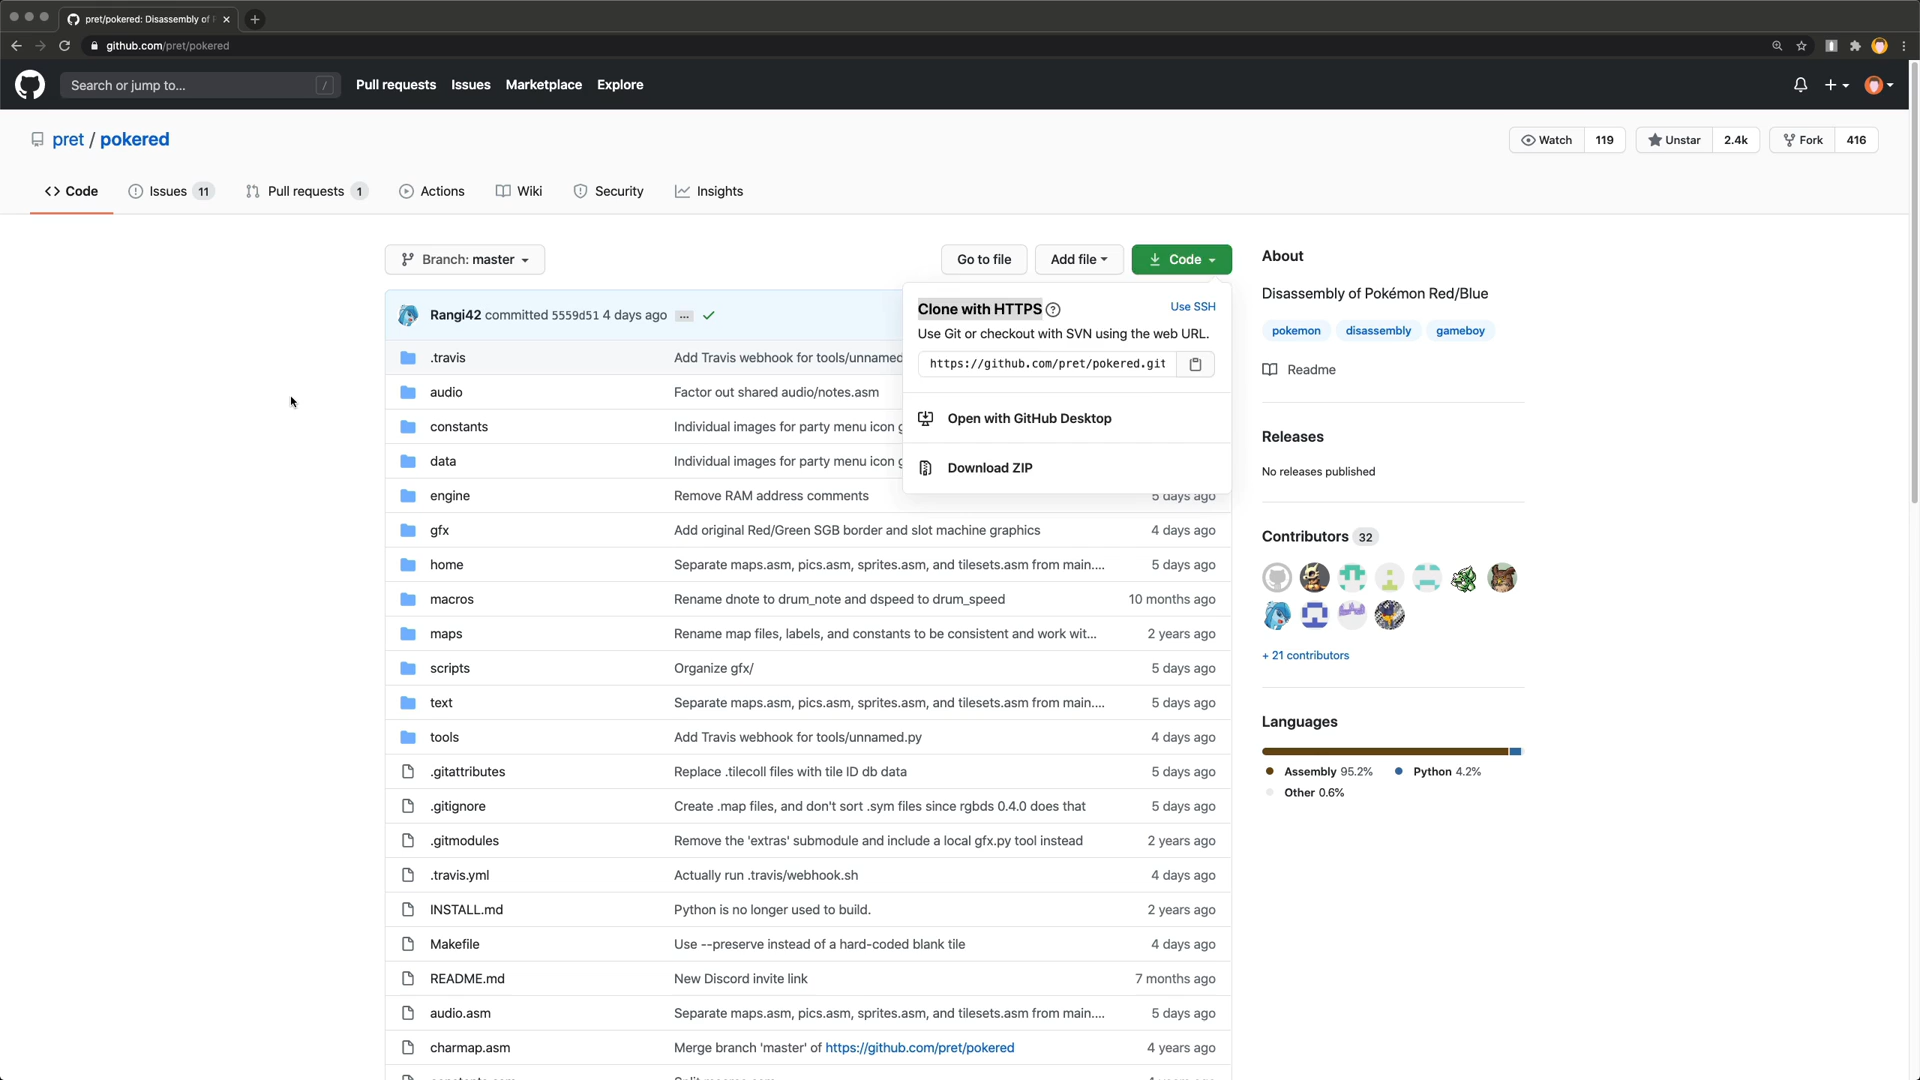 pret/pokered: Disassembly of
github.com/pret/pokered
Search or jump to...
/
Pull requests
Issues
Marketplace
Explore
pret / pokered
Watch 119
Unstar 2.4k
Fork 416
Code
Issues 11
Pull requests 1
Actions
Wiki
Security
Insights
Branch: master
Go to file
Add file
Code
Rangi42 committed 5559d51 4 days ago ...
Clone with HTTPS
Use SSH
Use Git or checkout with SVN using the web URL.
https://github.com/pret/pokered.git
Open with GitHub Desktop
Download ZIP
.travis Add Travis webhook for tools/unnamed
audio Factor out shared audio/notes.asm
constants Individual images for party menu icon
data Individual images for party menu icon
engine Remove RAM address comments 5 days ago
gfx Add original Red/Green SGB border and slot machine graphics 4 days ago
home Separate maps.asm, pics.asm, sprites.asm, and tilesets.asm from main.... 5 days ago
macros Rename dnote to drum_note and dspeed to drum_speed 10 months ago
maps Rename map files, labels, and constants to be consistent and work wit... 2 years ago
scripts Organize gfx/ 5 days ago
text Separate maps.asm, pics.asm, sprites.asm, and tilesets.asm from main.... 5 days ago
tools Add Travis webhook for tools/unnamed.py 4 days ago
.gitattributes Replace .tilecoll files with tile ID db data 5 days ago
.gitignore Create .map files, and don't sort .sym files since rgbds 0.4.0 does that 5 days ago
.gitmodules Remove the 'extras' submodule and include a local gfx.py tool instead 2 years ago
.travis.yml Actually run .travis/webhook.sh 4 days ago
INSTALL.md Python is no longer used to build. 2 years ago
Makefile Use --preserve instead of a hard-coded blank tile 4 days ago
README.md New Discord invite link 7 months ago
audio.asm Separate maps.asm, pics.asm, sprites.asm, and tilesets.asm from main.... 5 days ago
charmap.asm Merge branch 'master' of https://github.com/pret/pokered 4 years ago
About
Disassembly of Pokémon Red/Blue
pokemon disassembly gameboy
Readme
Releases
No releases published
Contributors 32
+ 21 contributors
Languages
Assembly 95.2% Python 4.2%
Other 0.6%